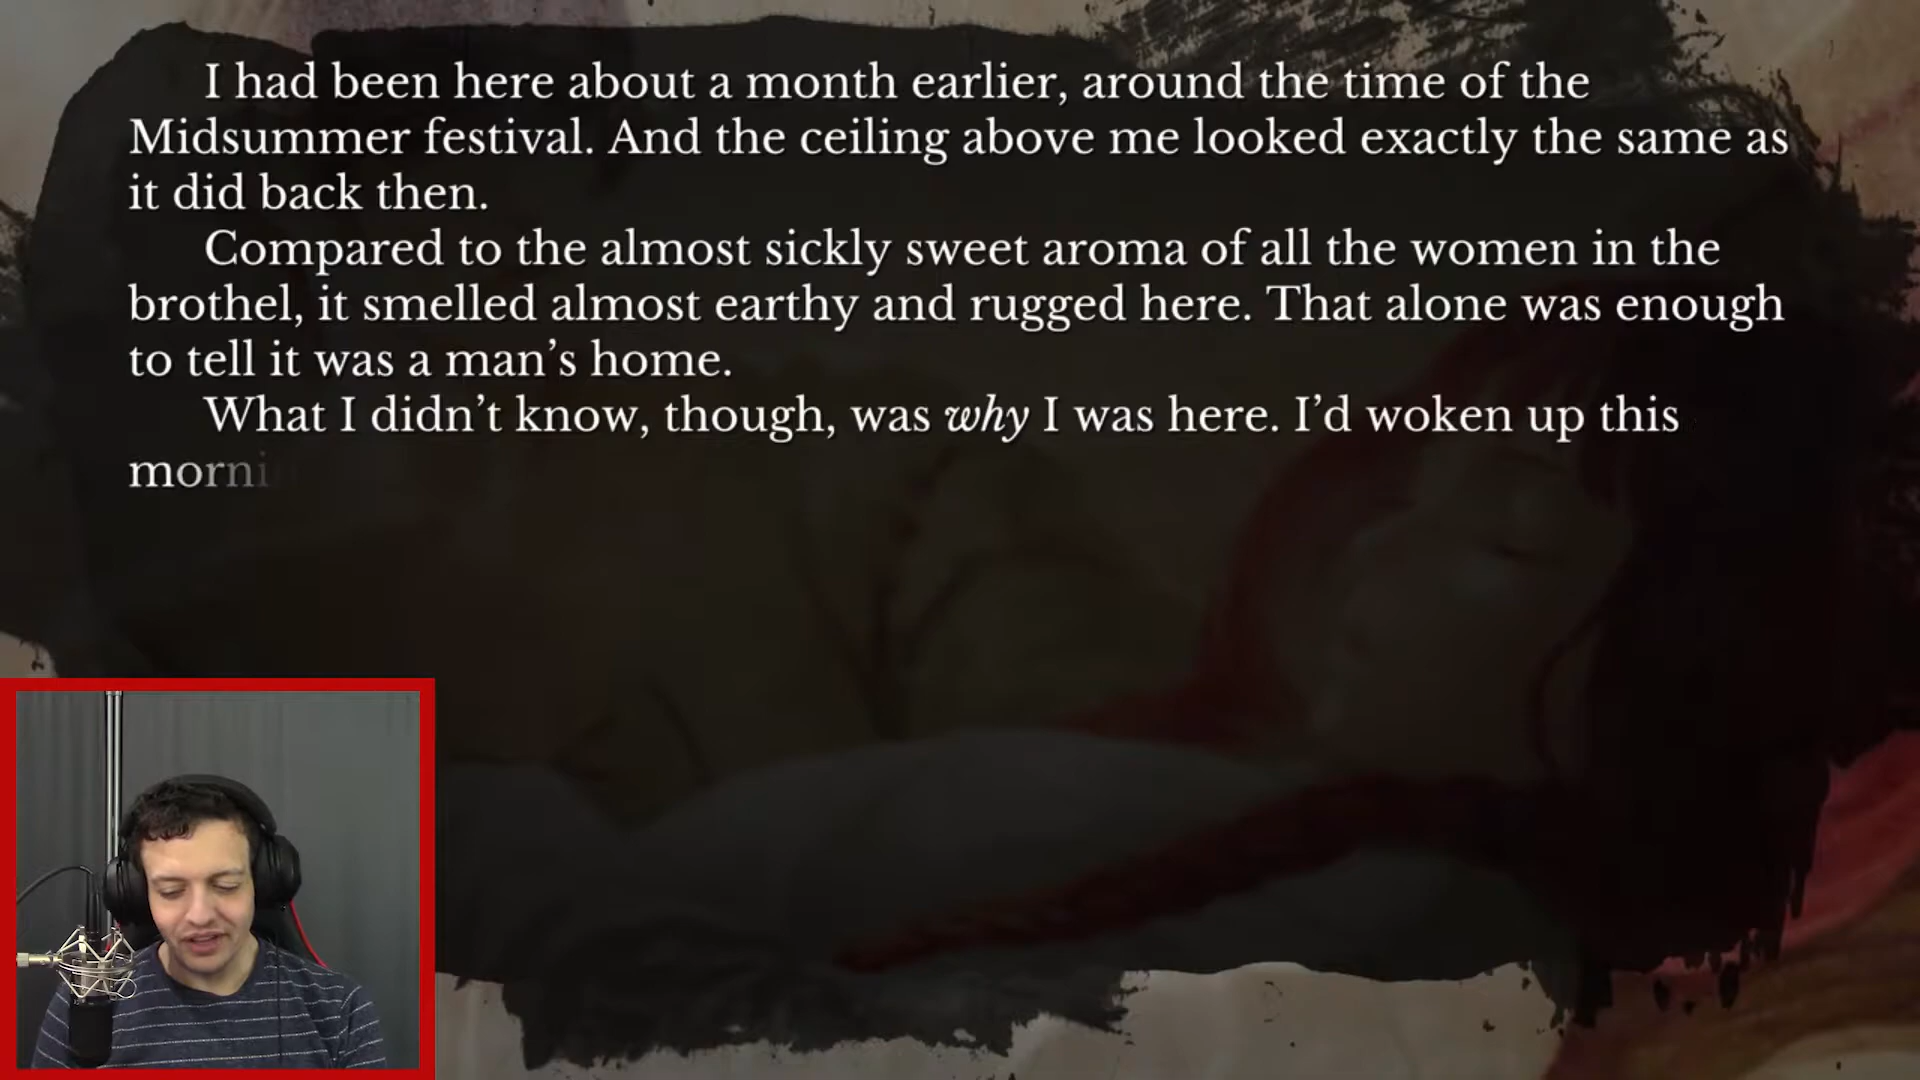 I had been here about a month earlier, around the time of the
Midsummer festival. And the ceiling above me looked exactly the same as
it did back then.
Compared to the almost sickly sweet aroma of all the women in the
brothel, it smelled almost earthy and rugged here. That alone was enough
to tell it was a man’s home.
What I didn’t know, though, was why I was here. I’d woken up this
morni